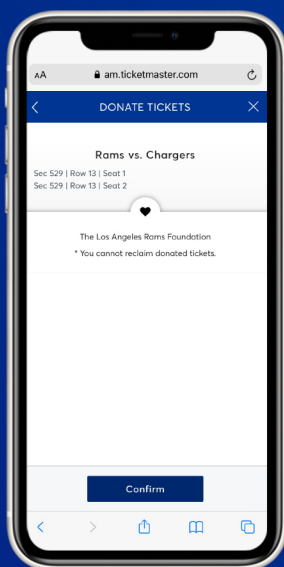 AA
am.ticketmaster.com
DONATE TICKETS
Rams vs. Chargers
Sec 529 | Row 13 | Seat 1
Sec 529 | Row 13 | Seat 2
The Los Angeles Rams Foundation
* You cannot reclaim donated tickets.
Confirm